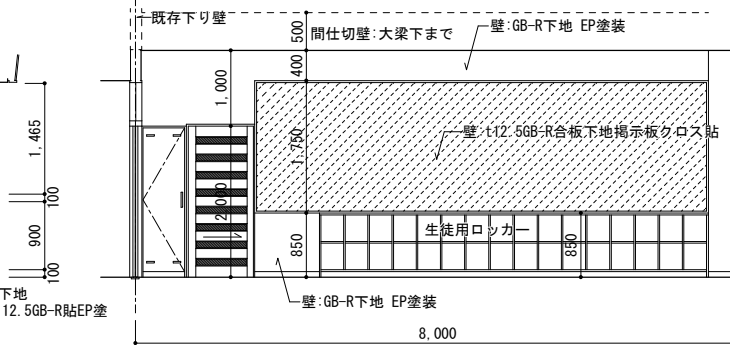 既存下り壁
500
間仕切壁:大梁下まで
壁:GB-R下地 EP塗装
400
1,000
1,465
1,750
壁:t12.5GB-R合板下地掲示板クロス貼
100
2,000
900
850
生徒用ロッカー
850
100
下地
12.5GB-R貼EP塗
壁:GB-R下地 EP塗装
8,000